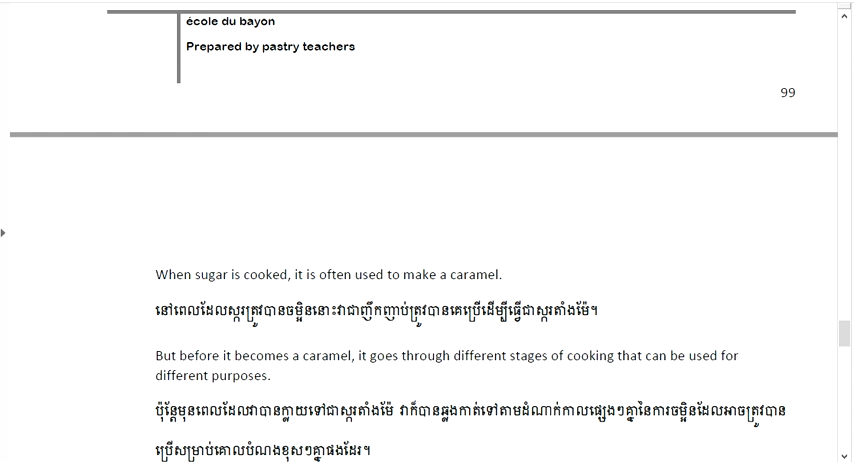 école du bayon
Prepared by pastry teachers
99
When sugar is cooked, it is often used to make a caramel.
នៅពេលដែលស្ករត្រូវបានចម្អិននោះវាជាញឹកញាប់ត្រូវបានគេប្រើដើម្បីធ្វើជាស្ករតាំងម៉ែ។
But before it becomes a caramel, it goes through different stages of cooking that can be used for
different purposes.
ប៉ុន្តែមុនពេលដែលវាបានក្លាយទៅជាស្ករតាំងម៉ែ វាក៏បានឆ្លងកាត់ទៅតាមដំណាក់កាលផ្សេងៗគ្នានៃការចម្អិនដែលអាចត្រូវបាន
ប្រើសម្រាប់គោលបំណងខុសៗគ្នាផងដែរ។